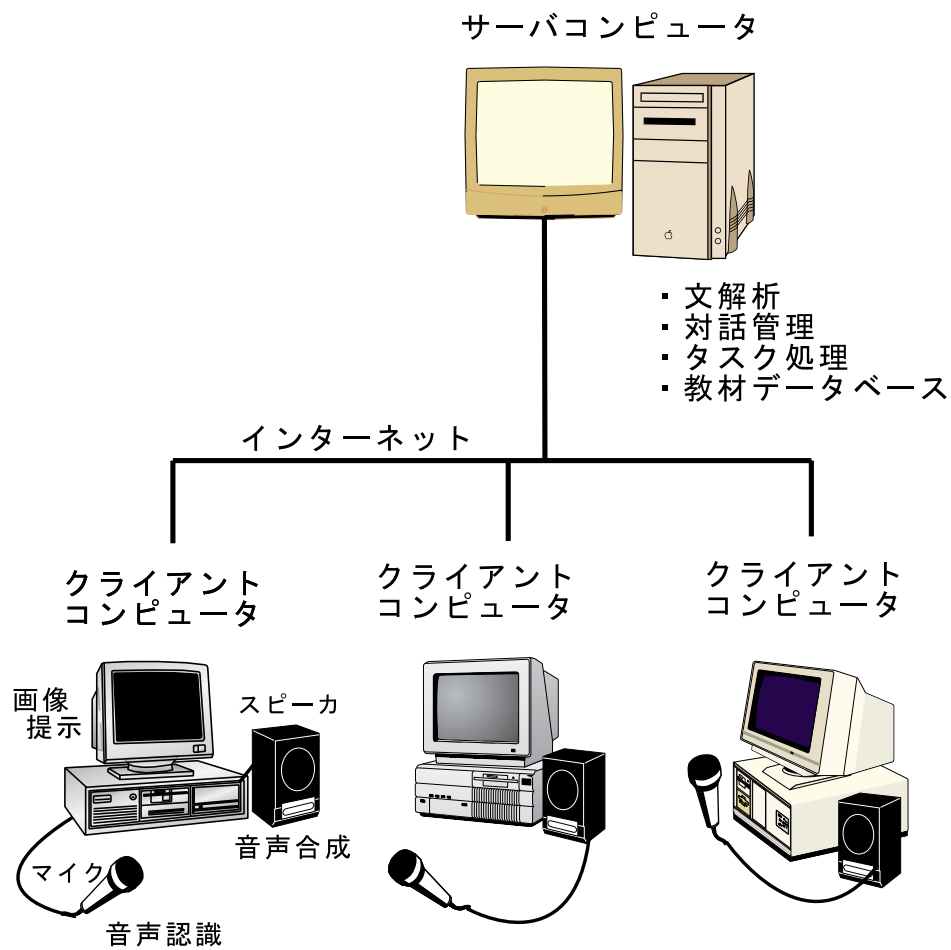 サーバコンピュータ
・文解析
・対話管理
・タスク処理
・教材データベース
インターネット
クライアント
コンピュータ
クライアント
コンピュータ
クライアント
コンピュータ
画像
提示
スピーカ
音声合成
マイク
音声認識